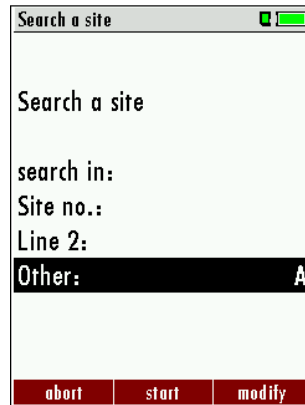 Search a site
Search a site
search in:
Site no.:
Line 2:
Other: A
abort start modify